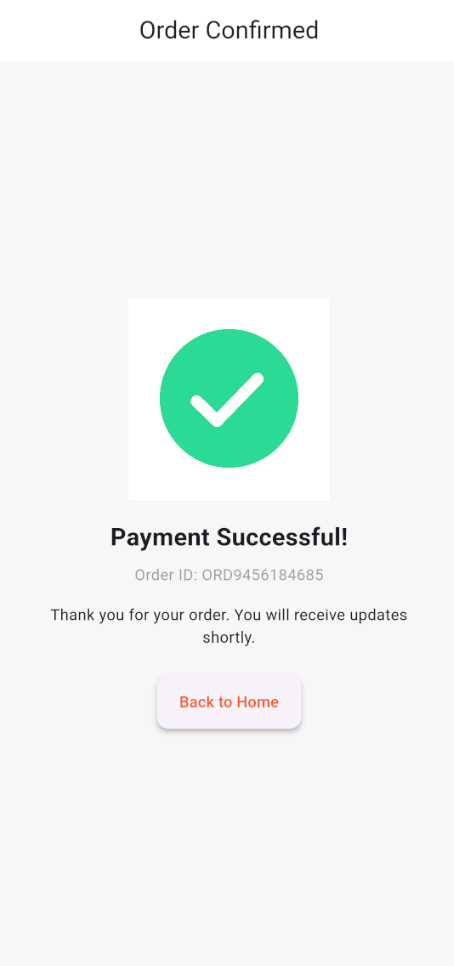 Order Confirmed
Payment Successful!
Order ID: ORD9456184685
Thank you for your order. You will receive updates
shortly.
Back to Home